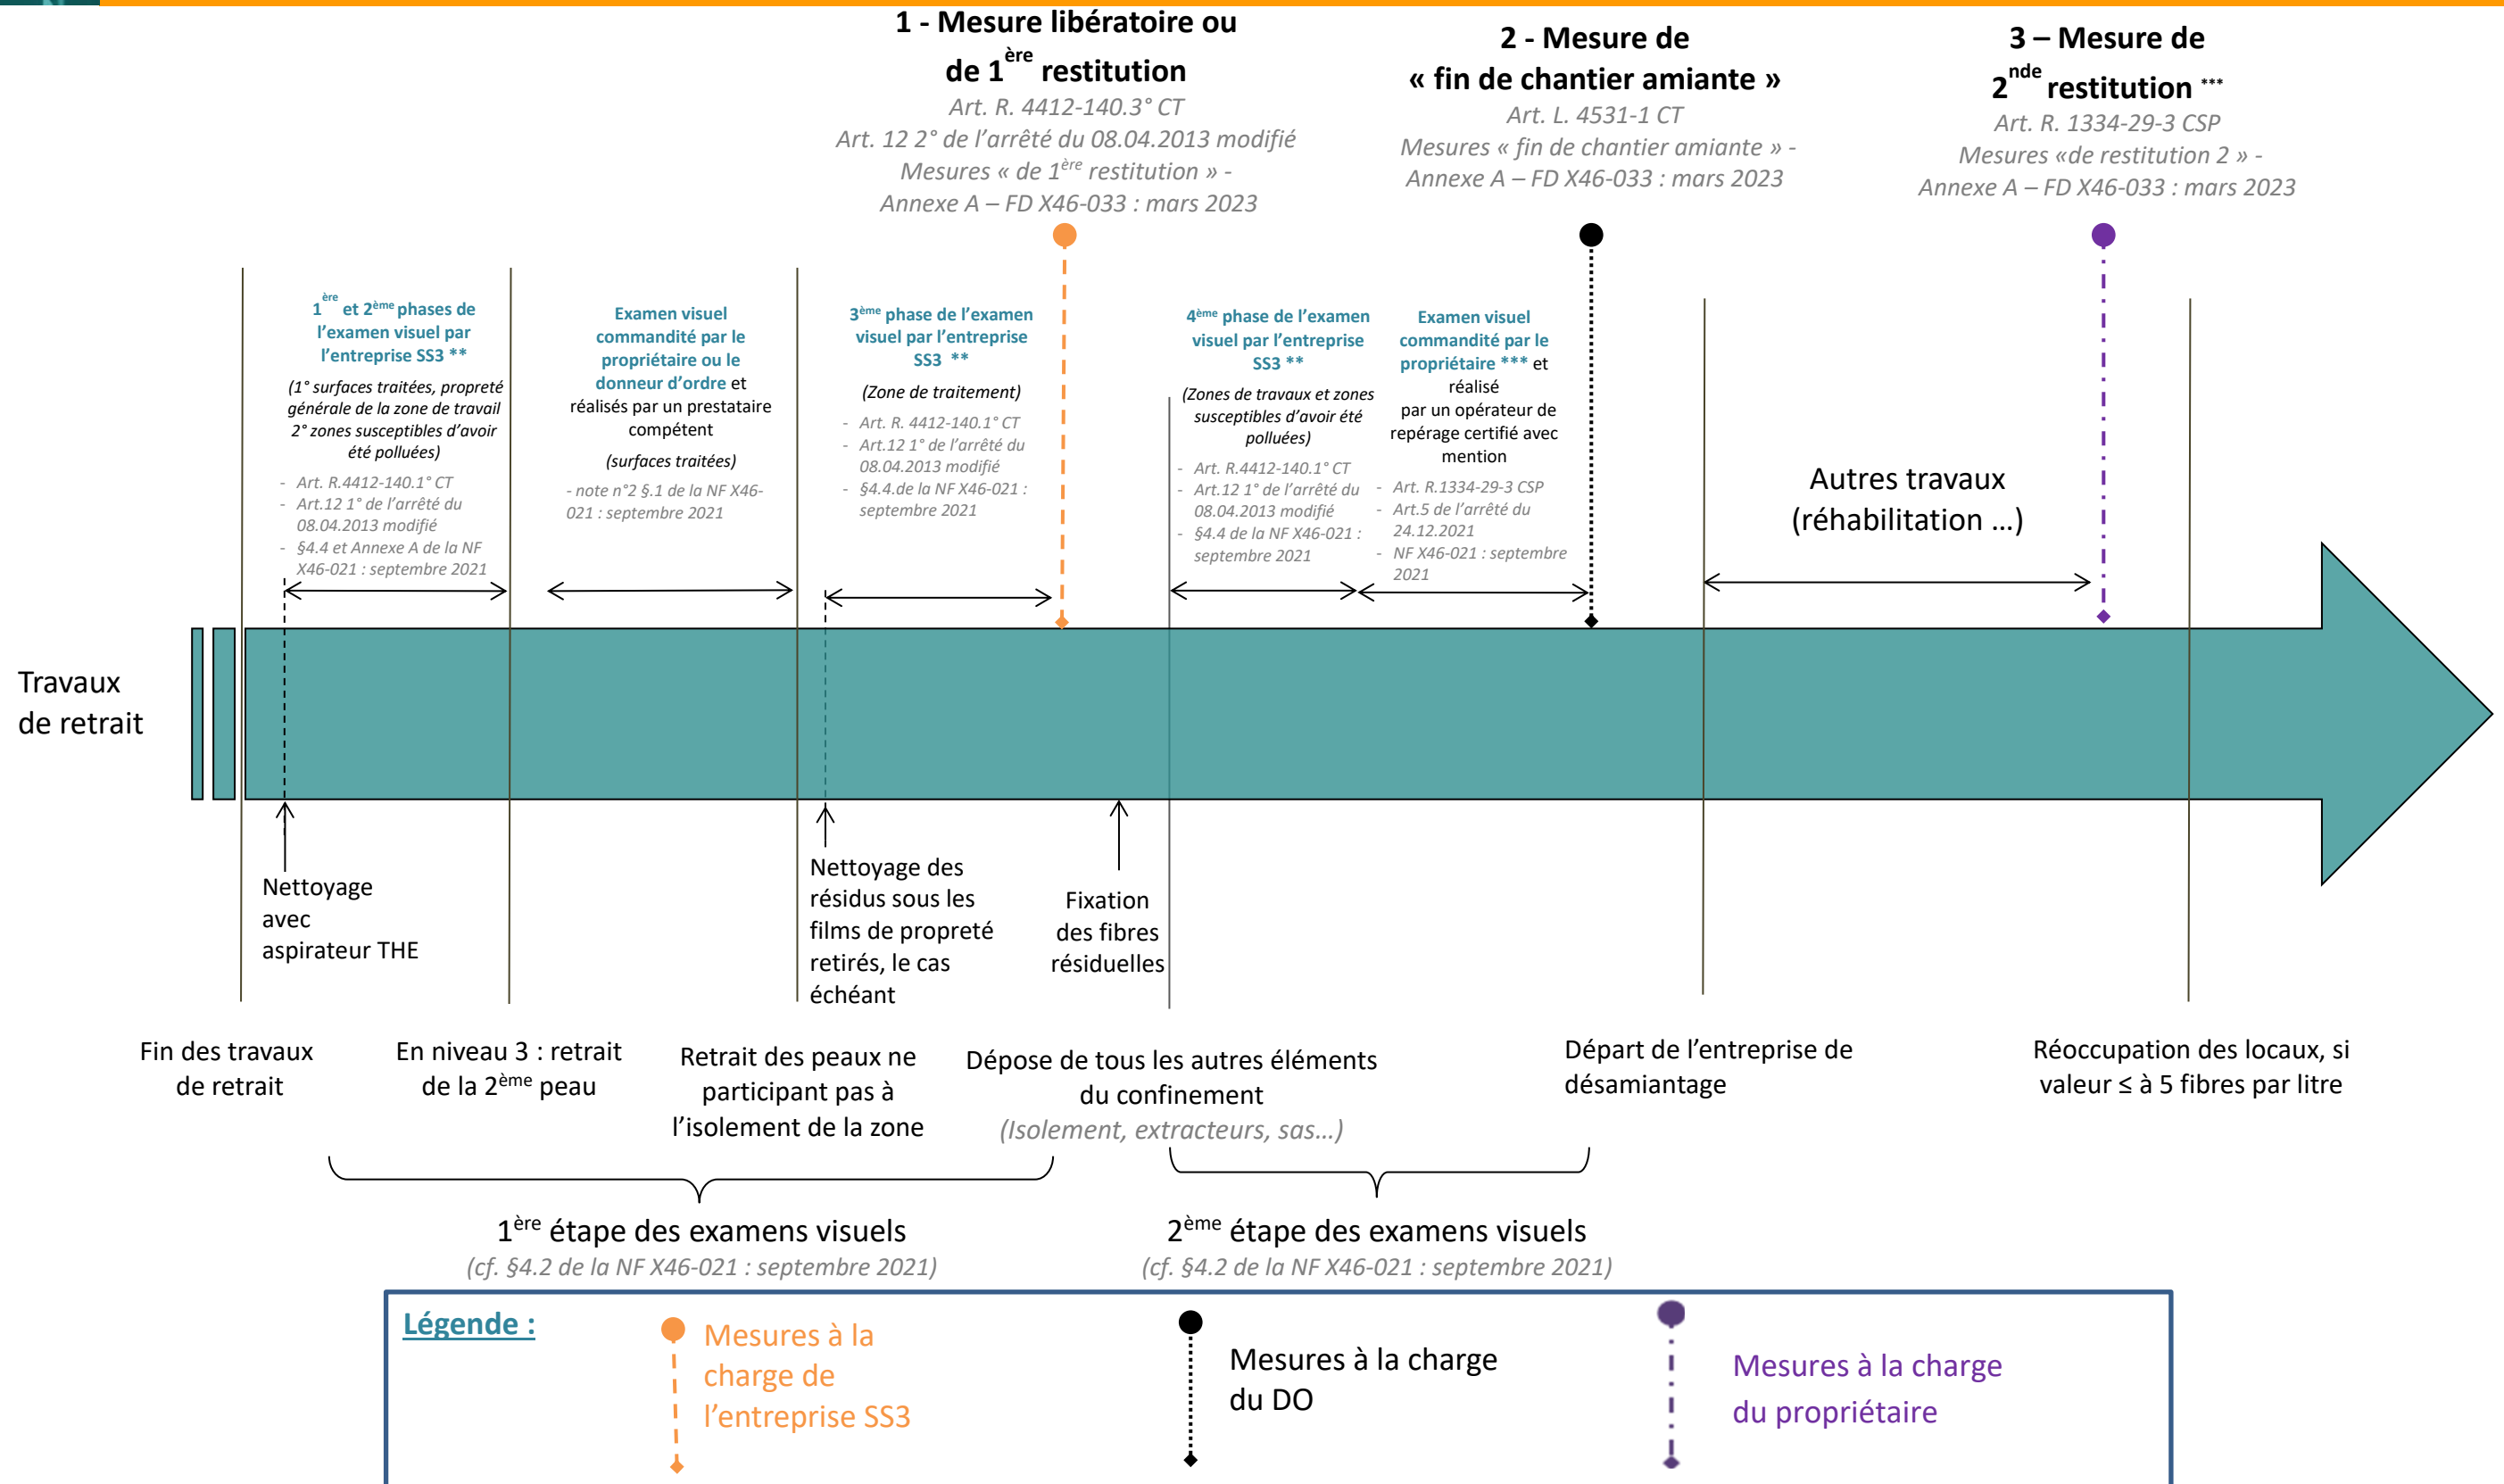 1 - Mesure libératoire ou
de 1ère restitution
Art. R. 4412-140.3° CT
Art. 12 2° de l'arrêté du 08.04.2013 modifié
Mesures « de 1ère restitution » -
Annexe A – FD X46-033 : mars 2023
2 - Mesure de
« fin de chantier amiante »
Art. L. 4531-1 CT
Mesures « fin de chantier amiante » -
Annexe A – FD X46-033 : mars 2023
3 – Mesure de
2nde restitution ***
Art. R. 1334-29-3 CSP
Mesures «de restitution 2 » -
Annexe A – FD X46-033 : mars 2023
1ère et 2ème phases de
l'examen visuel par
l'entreprise SS3 **
(1° surfaces traitées, propreté
générale de la zone de travail
2° zones susceptibles d'avoir
été polluées)
- Art. R.4412-140.1° CT
- Art.12 1° de l'arrêté du
08.04.2013 modifié
- §4.4 et Annexe A de la NF
X46-021 : septembre 2021
Examen visuel
commandité par le
propriétaire ou le
donneur d'ordre et
réalisés par un prestataire
compétent
(surfaces traitées)
- note n°2 §.1 de la NF X46-
021 : septembre 2021
3ème phase de l'examen
visuel par l'entreprise
SS3 **
(Zone de traitement)
- Art. R. 4412-140.1° CT
- Art.12 1° de l'arrêté du
08.04.2013 modifié
- §4.4.de la NF X46-021 :
septembre 2021
4ème phase de l'examen
visuel par l'entreprise
SS3 **
(Zones de travaux et zones
susceptibles d'avoir été
polluées)
- Art. R.4412-140.1° CT
- Art.12 1° de l'arrêté du
08.04.2013 modifié
- §4.4 de la NF X46-021 :
septembre 2021
Examen visuel
commandité par le
propriétaire *** et
réalisé
par un opérateur de
repérage certifié avec
mention
- Art. R.1334-29-3 CSP
- Art.5 de l'arrêté du
24.12.2021
- NF X46-021 : septembre
2021
Autres travaux
(réhabilitation ...)
Travaux
de retrait
Nettoyage
avec
aspirateur THE
Nettoyage des
résidus sous les
films de propreté
retirés, le cas
échéant
Fixation
des fibres
résiduelles
Fin des travaux
de retrait
En niveau 3 : retrait
de la 2ème peau
Retrait des peaux ne
participant pas à
l'isolement de la zone
Dépose de tous les autres éléments
du confinement
(Isolement, extracteurs, sas...)
Départ de l'entreprise de
désamiantage
Réoccupation des locaux, si
valeur ≤ à 5 fibres par litre
1ère étape des examens visuels
(cf. §4.2 de la NF X46-021 : septembre 2021)
2ème étape des examens visuels
(cf. §4.2 de la NF X46-021 : septembre 2021)
Légende :
Mesures à la
charge de
l'entreprise SS3
Mesures à la charge
du DO
Mesures à la charge
du propriétaire